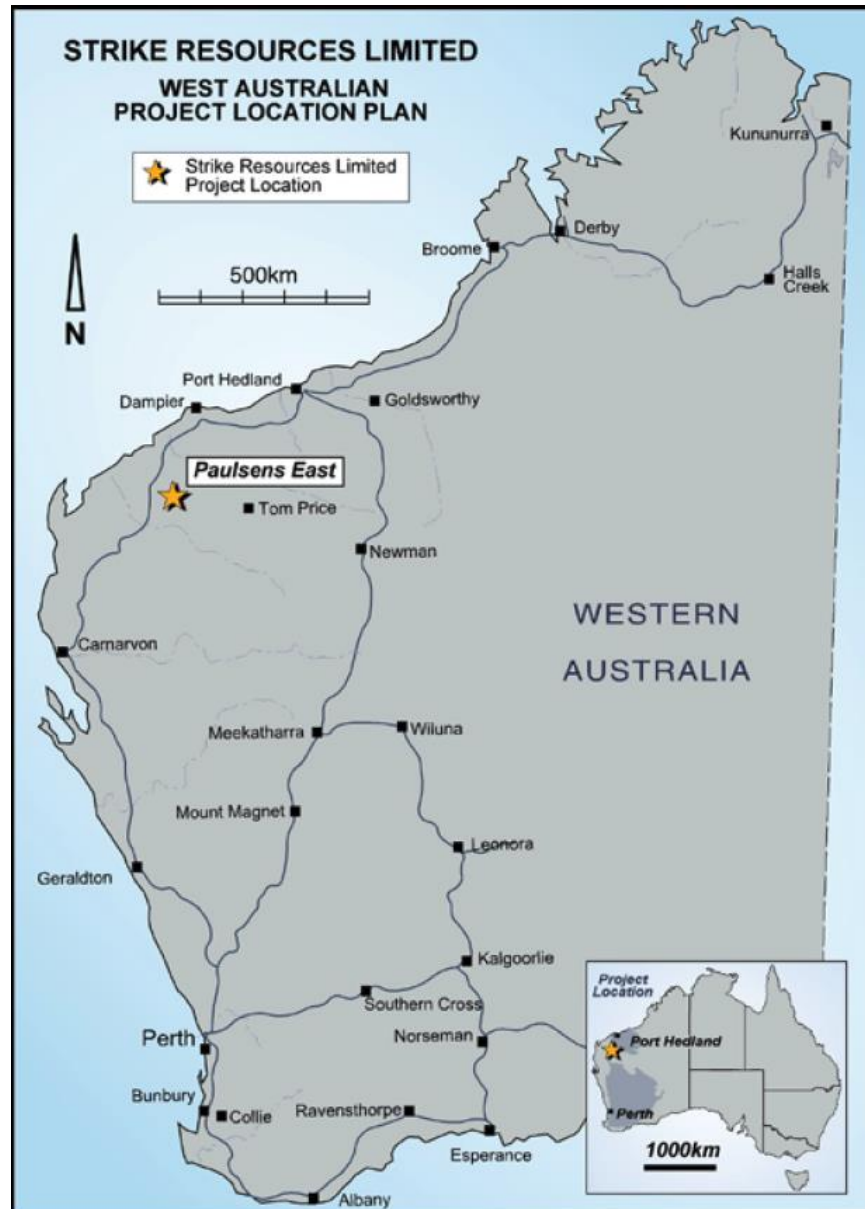 STRIKE RESOURCES LIMITED
WEST AUSTRALIAN
PROJECT LOCATION PLAN
Strike Resources Limited
Project Location
Kununurra
Derby
Broome
500km
Halls
Creek
N
Port Hedland
Dampier
Goldsworthy
Paulsens East
Tom Price
Newman
WESTERN
AUSTRALIA
Carnarvon
Meekatharra
Wiluna
Mount Magnet
Leonora
Geraldton
Kalgoorlie
Southern Cross
Perth
Norseman
Bunbury
Collie
Ravensthorpe
Esperance
Albany
Project
Location
Port Hedland
Perth
1000km